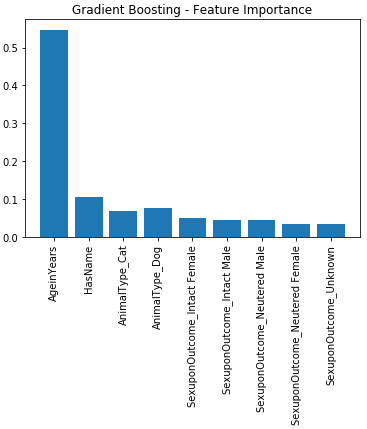 Gradient Boosting - Feature Importance
0.5
0.4
0.3
0.2
0.1
0.0
AgeinYears
HasName
AnimalType_Cat
AnimalType_Dog
SexuponOutcome_Intact Female
SexuponOutcome_Intact Male
SexuponOutcome_Neutered Male
SexuponOutcome_Neutered Female
SexuponOutcome_Unknown